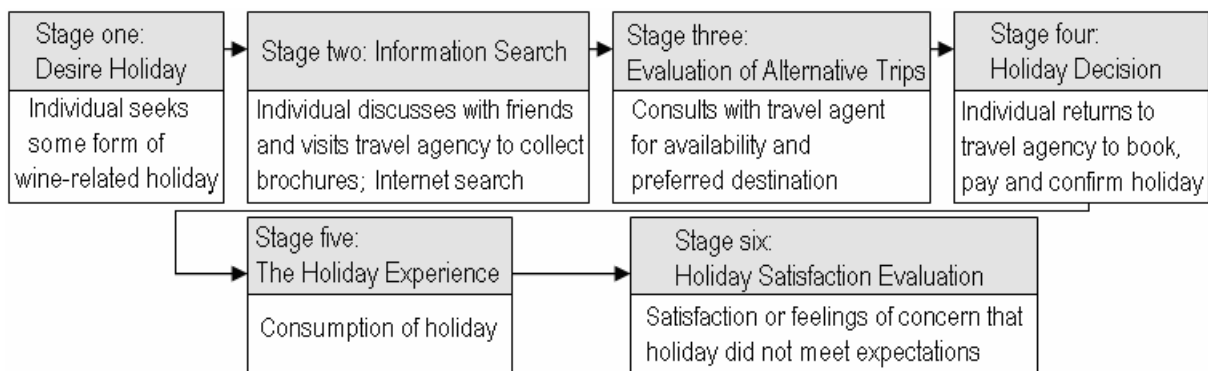 Stage one:
Desire Holiday
Individual seeks
some form of
wine-related holiday
Stage two: Information Search
Individual discusses with friends
and visits travel agency to collect
brochures; Internet search
Stage three:
Evaluation of Alternative Trips
Consults with travel agent
for availability and
preferred destination
Stage four:
Holiday Decision
Individual returns to
travel agency to book,
pay and confirm holiday
Stage five:
The Holiday Experience
Consumption of holiday
Stage six:
Holiday Satisfaction Evaluation
Satisfaction or feelings of concern that
holiday did not meet expectations